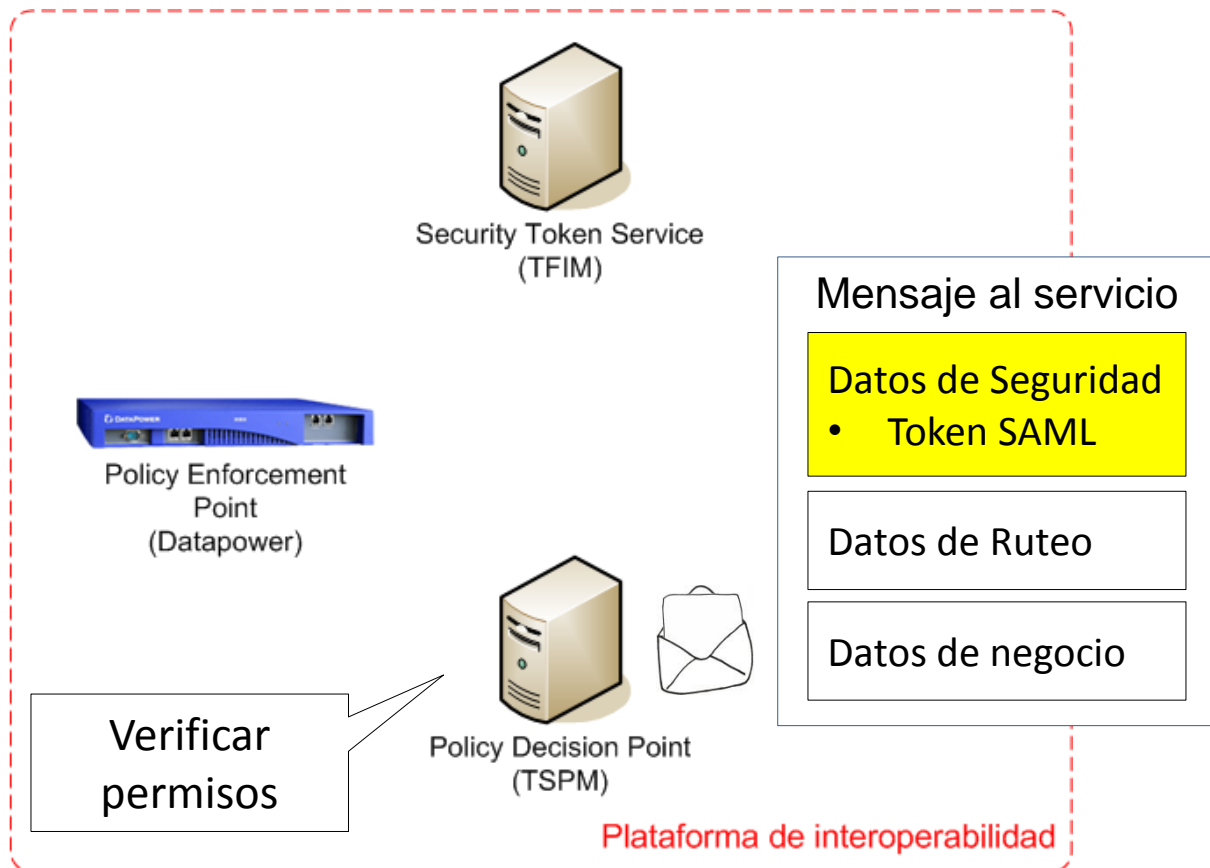 Security Token Service
(TFIM)
Mensaje al servicio
Datos de Seguridad
• Token SAML
DATAPOWER
Policy Enforcement
Point
(Datapower)
Datos de Ruteo
Datos de negocio
Verificar
permisos
Policy Decision Point
(TSPM)
Plataforma de interoperabilidad